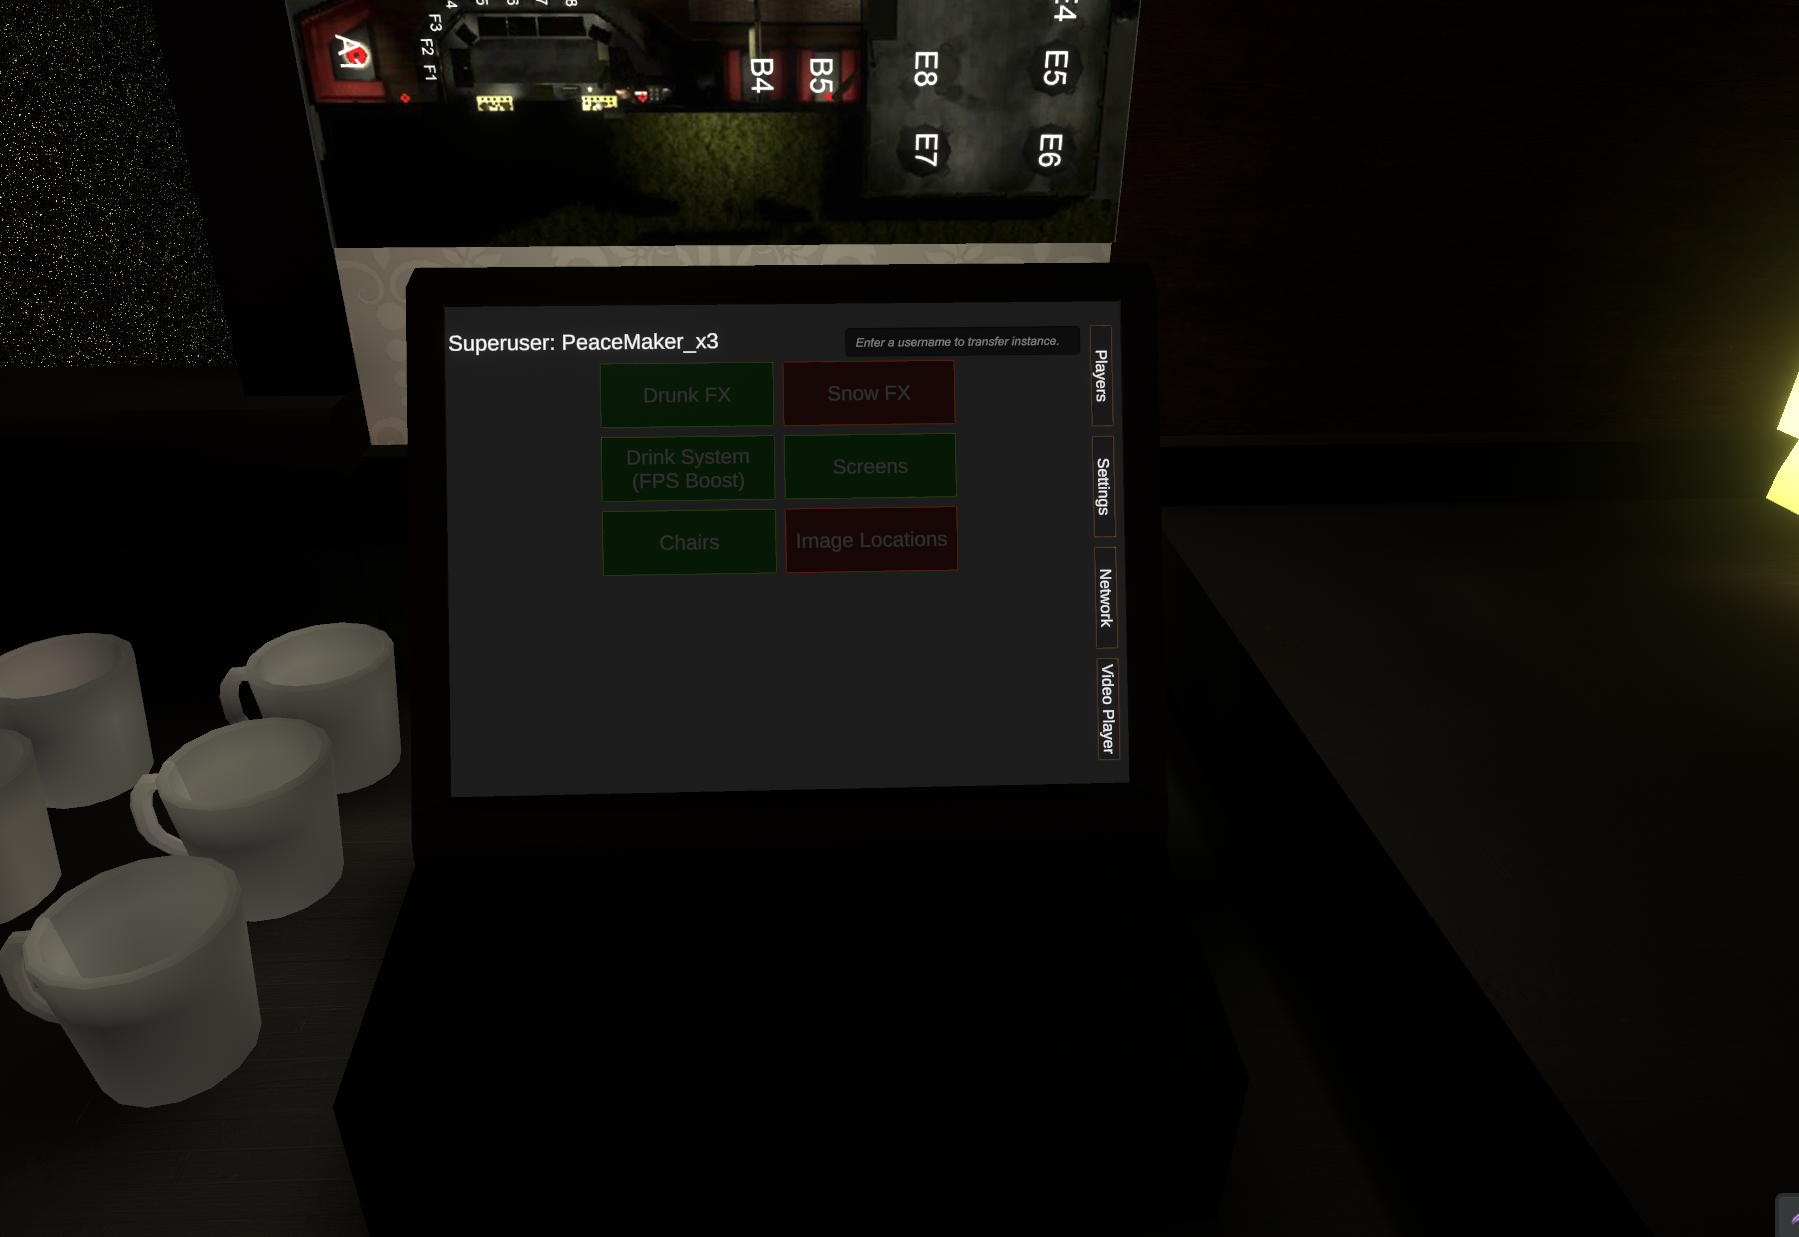 A1
F3
F2
F1
B4
B5
E8
E5
E7
E6
Superuser: PeaceMaker_x3
Enter a username to transfer instance.
Drunk FX
Snow FX
Drink System
(FPS Boost)
Screens
Chairs
Image Locations
Players
Settings
Network
Video Player